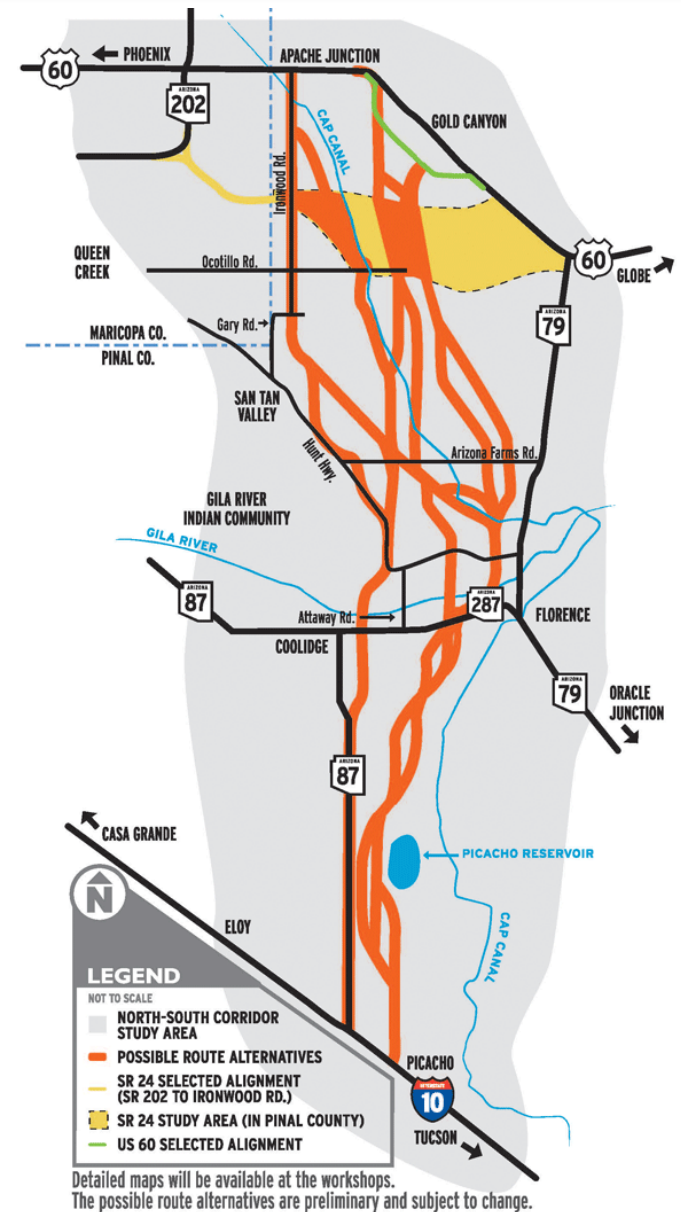 PHOENIX
60
APACHE JUNCTION
ARIZONA
202
GOLD CANYON
CAP CANAL
Ironwood Rd.
QUEEN
CREEK
Ocotillo Rd.
60
GLOBE
Gary Rd.
ARIZONA
79
MARICOPA CO.
PINAL CO.
SAN TAN
VALLEY
Hunt Hwy.
Arizona Farms Rd.
GILA RIVER
INDIAN COMMUNITY
GILA RIVER
ARIZONA
87
Attaway Rd.
ARIZONA
287
FLORENCE
COOLIDGE
ARIZONA
79
ORACLE
JUNCTION
ARIZONA
87
CASA GRANDE
PICACHO RESERVOIR
N
ELOY
CAP CANAL
LEGEND
NOT TO SCALE
NORTH-SOUTH CORRIDOR
STUDY AREA
POSSIBLE ROUTE ALTERNATIVES
SR 24 SELECTED ALIGNMENT
(SR 202 TO IRONWOOD RD.)
SR 24 STUDY AREA (IN PINAL COUNTY)
US 60 SELECTED ALIGNMENT
PICACHO
INTERSTATE
10
TUCSON
Detailed maps will be available at the workshops.
The possible route alternatives are preliminary and subject to change.